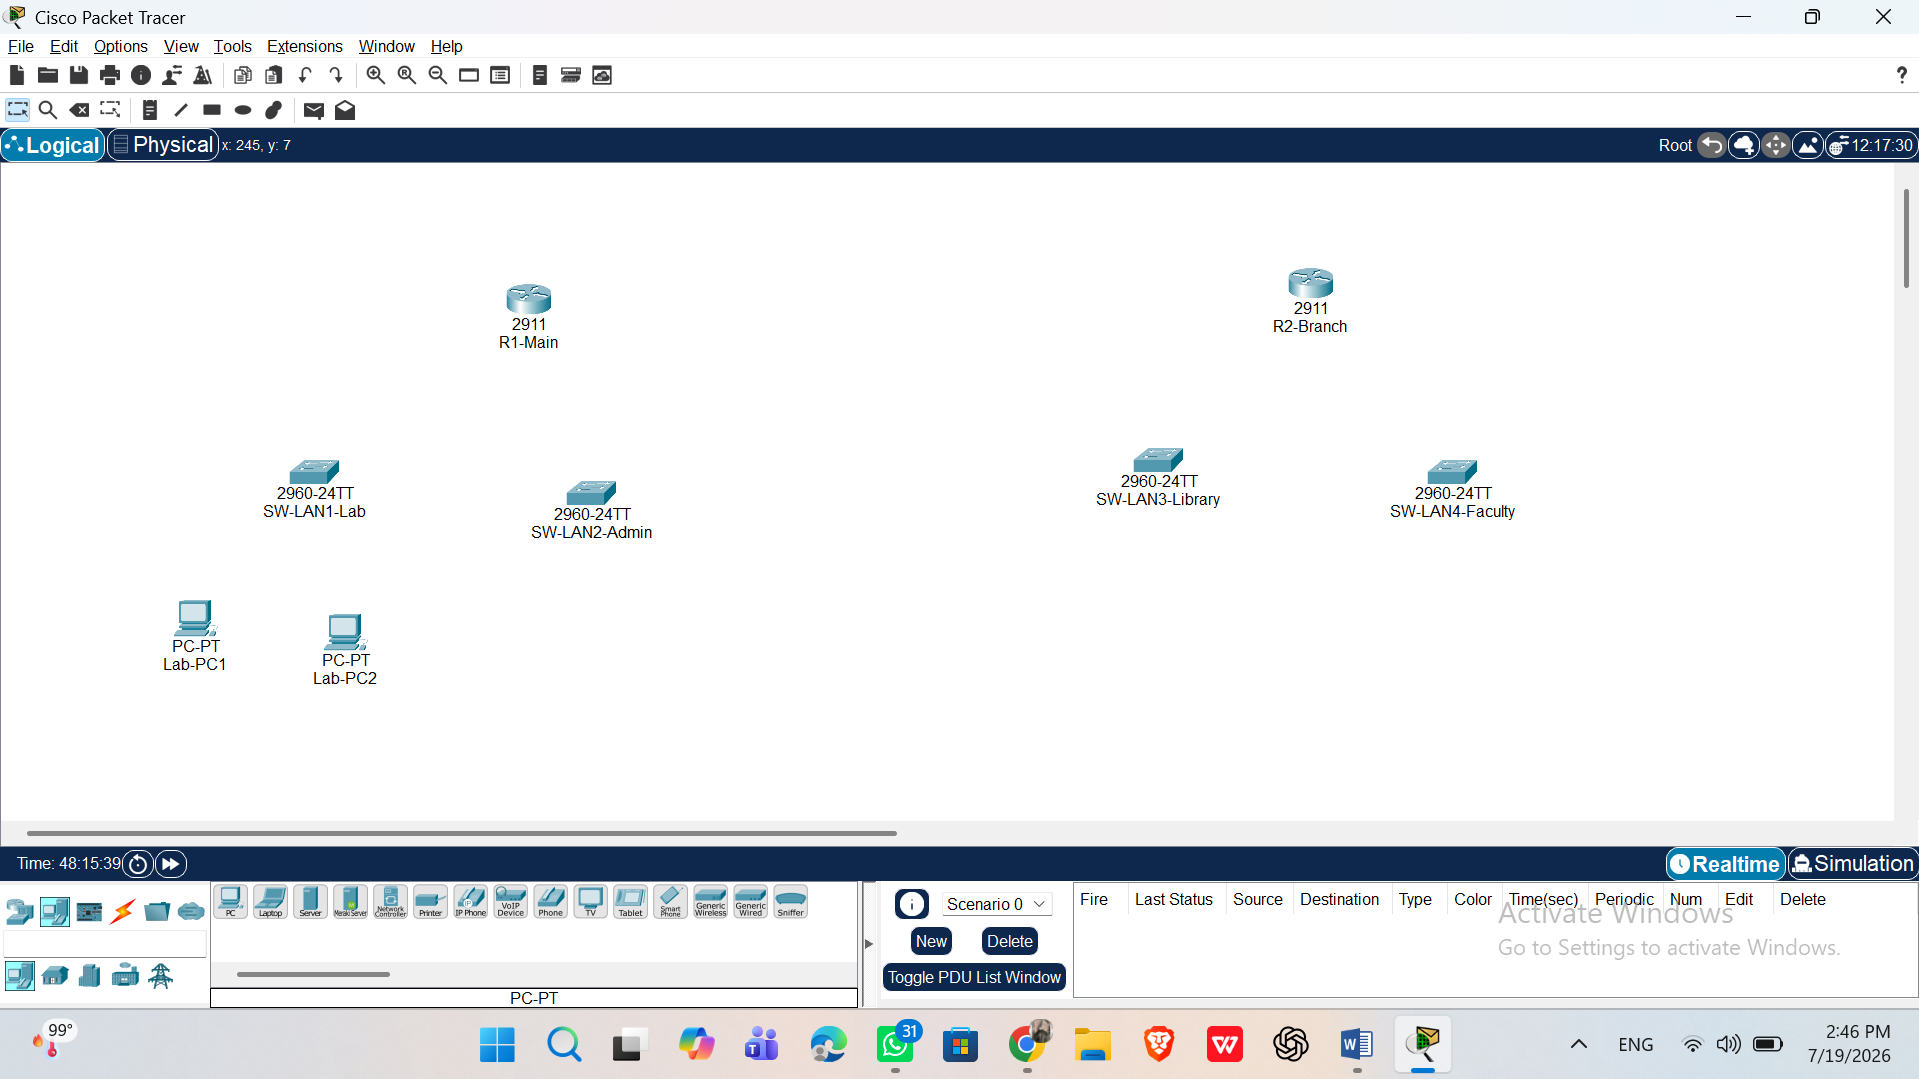 Cisco Packet Tracer
File Edit Options View Tools Extensions Window Help
?
Logical Physical x: 245, y: 7 Root 12:17:30
2911
R1-Main
2911
R2-Branch
2960-24TT
SW-LAN1-Lab
2960-24TT
SW-LAN2-Admin
2960-24TT
SW-LAN3-Library
2960-24TT
SW-LAN4-Faculty
PC-PT
Lab-PC1
PC-PT
Lab-PC2
Time: 48:15:39 Realtime Simulation
PC Laptop Server Meraki Server Network Controller Printer IP Phone VoIP Device Phone TV Tablet Smart Phone Generic Wireless Generic Wired Sniffer
PC-PT
Scenario 0
New Delete
Toggle PDU List Window
Fire Last Status Source Destination Type Color Time(sec) Periodic Num Edit Delete
Activate Windows
Go to Settings to activate Windows.
99°
31
ENG
2:46 PM
7/19/2026